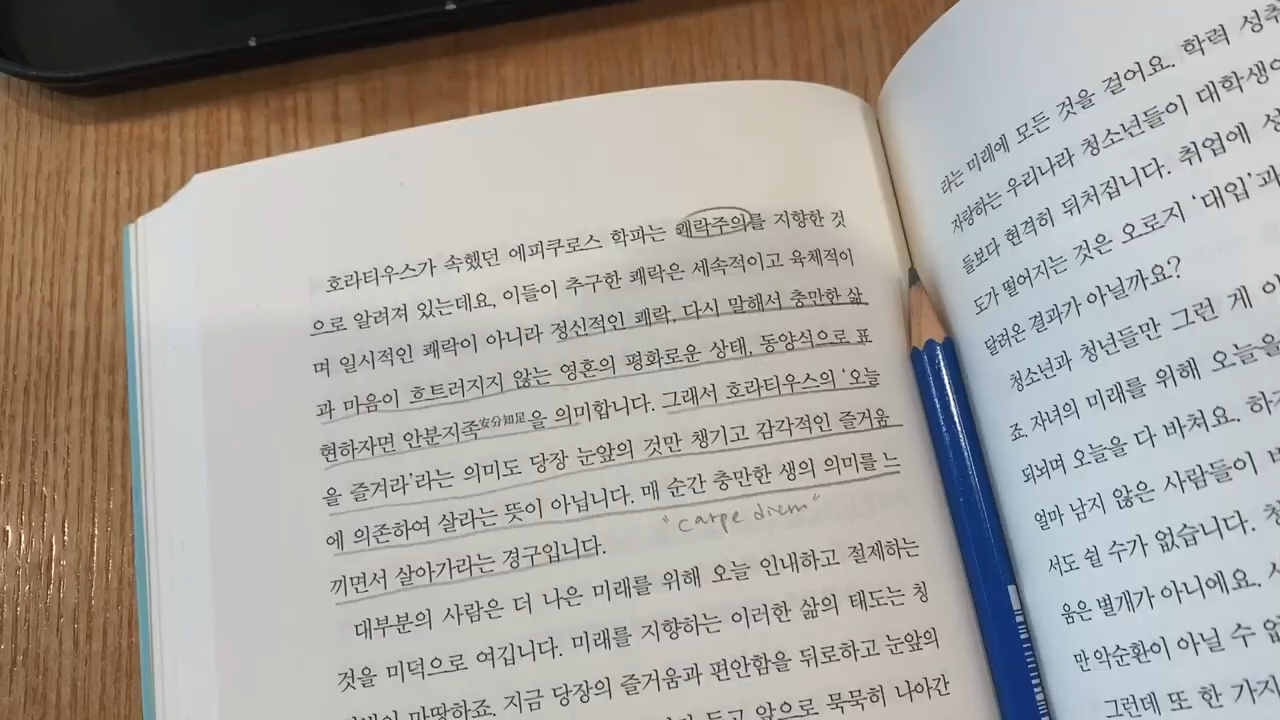 호라티우스가 속했던 에피쿠로스 학파는 쾌락주의를 지향한 것
으로 알려져 있는데요, 이들이 추구한 쾌락은 세속적이고 육체적이
며 일시적인 쾌락이 아니라 정신적인 쾌락, 다시 말해서 충만한 삶
과 마음이 흐트러지지 않는 영혼의 평화로운 상태, 동양식으로 표
현하자면 안분지족安分知足을 의미합니다. 그래서 호라티우스의 ‘오늘
을 즐겨라’라는 의미도 당장 눈앞의 것만 챙기고 감각적인 즐거움
에 의존하여 살라는 뜻이 아닙니다. 매 순간 충만한 생의 의미를 느
"carpe diem"
끼면서 살아가라는 경구입니다.
대부분의 사람은 더 나은 미래를 위해 오늘 인내하고 절제하는
것을 미덕으로 여깁니다. 미래를 지향하는 이러한 삶의 태도는 칭
마땅하죠. 지금 당장의 즐거움과 편안함을 뒤로하고 눈앞의
두고 앞으로 묵묵히 나아간
라는 미래에 모든 것을 걸어요. 학력 성취
자랑하는 우리나라 청소년들이
들보다 현격히 뒤처집니다. 취업에
도가 떨어지는 것은 오로지 ‘대입’과
달려온 결과가 아닐까요?
청소년과 청년들만 그런 게
죠. 자녀의 미래를 위해 오늘을
되뇌며 오늘을 다 바쳐요.
얼마 남지 않은 사람들이
서도 쉴 수가 없습니다.
움은 별개가 아니에요.
만 악순환이 아닐 수
그런데 또 한 가지